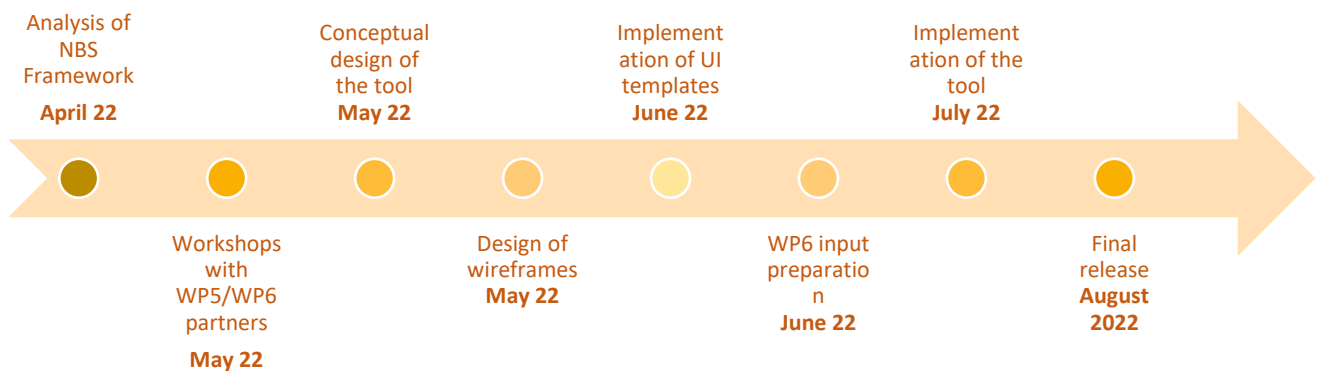 Analysis of
NBS
Framework
April 22
Workshops
with
WP5/WP6
partners
May 22
Conceptual
design of
the tool
May 22
Design of
wireframes
May 22
Implement
ation of UI
templates
June 22
WP6 input
preparatio
n
June 22
Implement
ation of the
tool
July 22
Final
release
August
2022